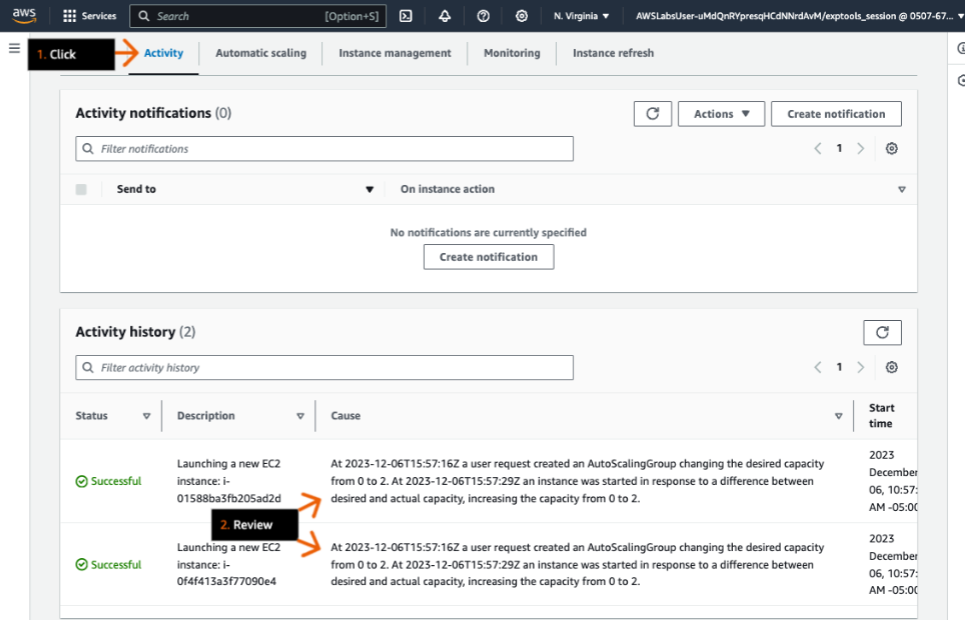 aws
Services
Search [Option+S]
N. Virginia
AWSLabsUser-uMdQnRYpresqHCdNNrdAvM/exptools_session @ 0507-67...
1. Click
Activity
Automatic scaling
Instance management
Monitoring
Instance refresh
Activity notifications (0)
Actions
Create notification
Filter notifications
1
Send to
On instance action
No notifications are currently specified
Create notification
Activity history (2)
Filter activity history
1
Status
Description
Cause
Start
time
Successful
Launching a new EC2
instance: i-
01588ba3fb205ad2d
At 2023-12-06T15:57:16Z a user request created an AutoScalingGroup changing the desired capacity
from 0 to 2. At 2023-12-06T15:57:29Z an instance was started in response to a difference between
desired and actual capacity, increasing the capacity from 0 to 2.
2023
December
06, 10:57:
AM -05:00
2. Review
Successful
Launching a new EC2
instance: i-
0f4f413a3f77090e4
At 2023-12-06T15:57:16Z a user request created an AutoScalingGroup changing the desired capacity
from 0 to 2. At 2023-12-06T15:57:29Z an instance was started in response to a difference between
desired and actual capacity, increasing the capacity from 0 to 2.
2023
December
06, 10:57:
AM -05:00